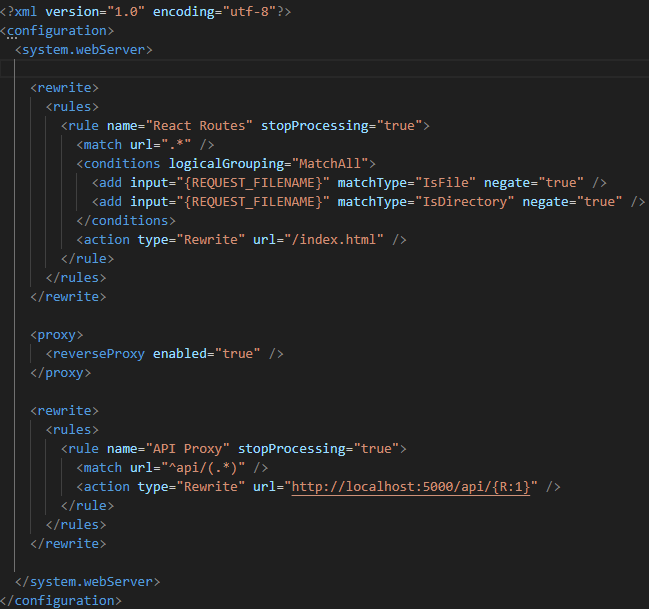 <?xml version="1.0" encoding="utf-8"?>
<configuration>
  <system.webServer>

    <rewrite>
      <rules>
        <rule name="React Routes" stopProcessing="true">
          <match url=".*" />
          <conditions logicalGrouping="MatchAll">
            <add input="{REQUEST_FILENAME}" matchType="IsFile" negate="true" />
            <add input="{REQUEST_FILENAME}" matchType="IsDirectory" negate="true" />
          </conditions>
          <action type="Rewrite" url="/index.html" />
        </rule>
      </rules>
    </rewrite>

    <proxy>
      <reverseProxy enabled="true" />
    </proxy>

    <rewrite>
      <rules>
        <rule name="API Proxy" stopProcessing="true">
          <match url="^api/(.*)" />
          <action type="Rewrite" url="http://localhost:5000/api/{R:1}" />
        </rule>
      </rules>
    </rewrite>

  </system.webServer>
</configuration>